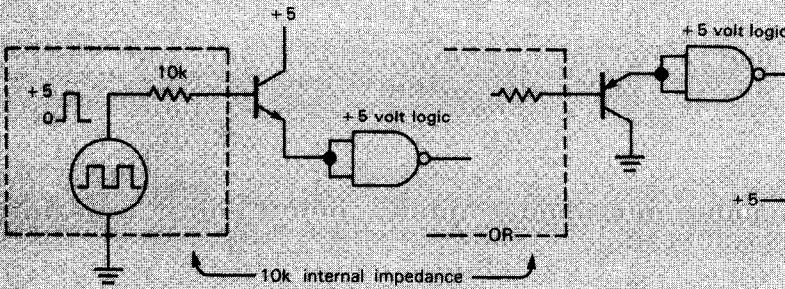 +5
+5 volt logic
10k
+5
0
+5 volt logic
+5
OR
10k internal impedance